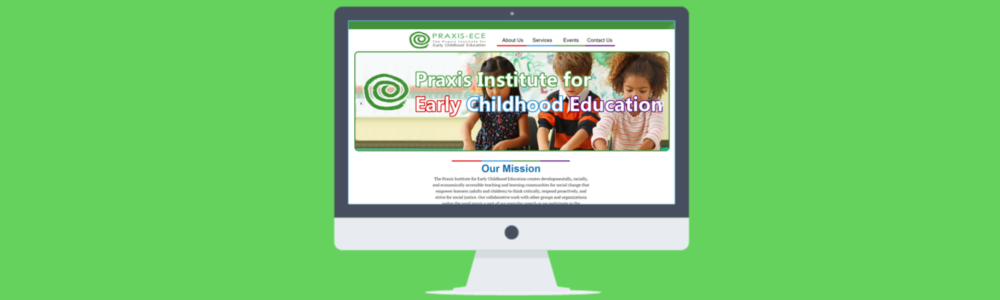 PRAXIS-ECE
The Praxis Institute for
Early Childhood Education
About Us Services Events Contact Us
Praxis Institute for
Early Childhood Education
Our Mission
The Praxis Institute for Early Childhood Education creates developmentally, racially,
and economically accessible teaching and learning communities for social change that
empower learners (adults and children) to think critically, respond proactively, and
strive for social justice. Our collaborative work with other groups and organizations